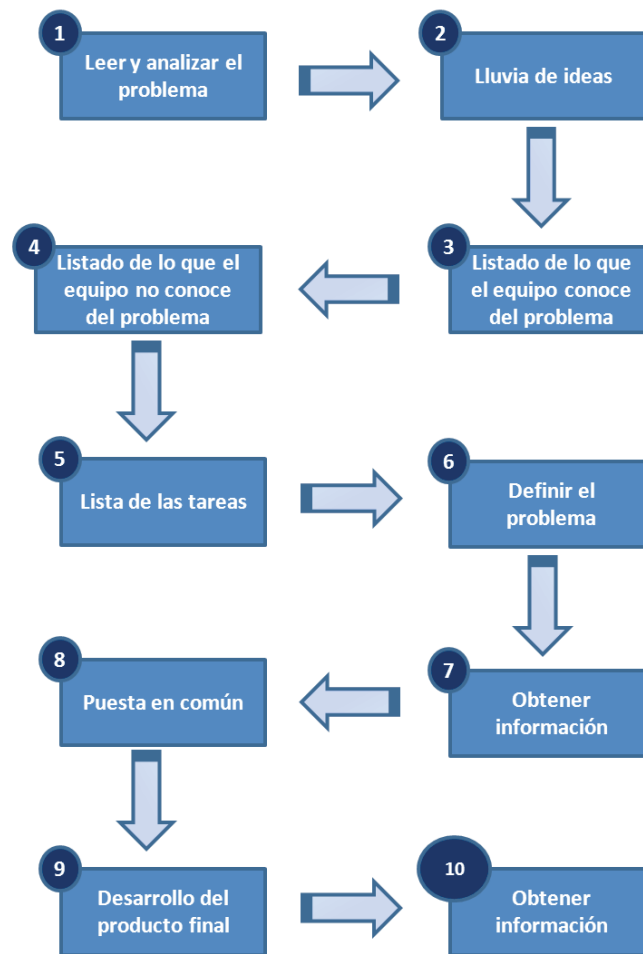 1
Leer y analizar el
problema
2
Lluvia de ideas
3
Listado de lo que
el equipo conoce
del problema
4
Listado de lo que el
equipo no conoce
del problema
5
Lista de las tareas
6
Definir el
problema
7
Obtener
información
8
Puesta en común
9
Desarrollo del
producto final
10
Obtener
información